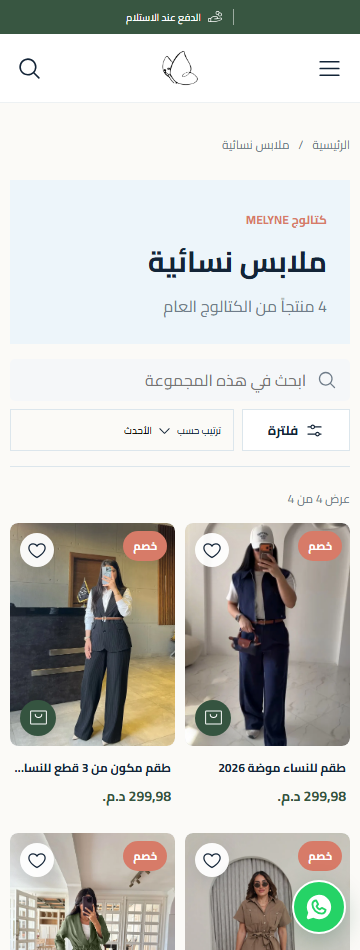 الدفع عند الاستلام
الرئيسية / ملابس نسائية
كتالوج MELYNE
ملابس نسائية
4 منتجاً من الكتالوج العام
ابحث في هذه المجموعة
فلترة
ترتيب حسب الأحدث
عرض 4 من 4
خصم
خصم
طقم للنساء موضة 2026
299,98 د.م.
طقم مكون من 3 قطع للنسا...
299,98 د.م.
خصم
خصم